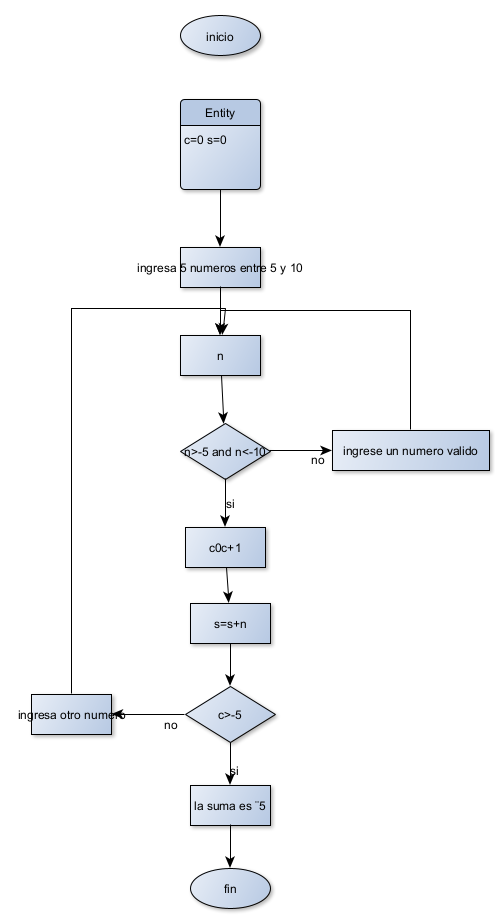 inicio
Entity
c=0 s=0
ingresa 5 numeros entre 5 y 10
n
n>-5 and n<-10
no
ingrese un numero valido
si
c0c+1
s=s+n
c>-5
no
ingresa otro numero
si
la suma es ¨5
fin